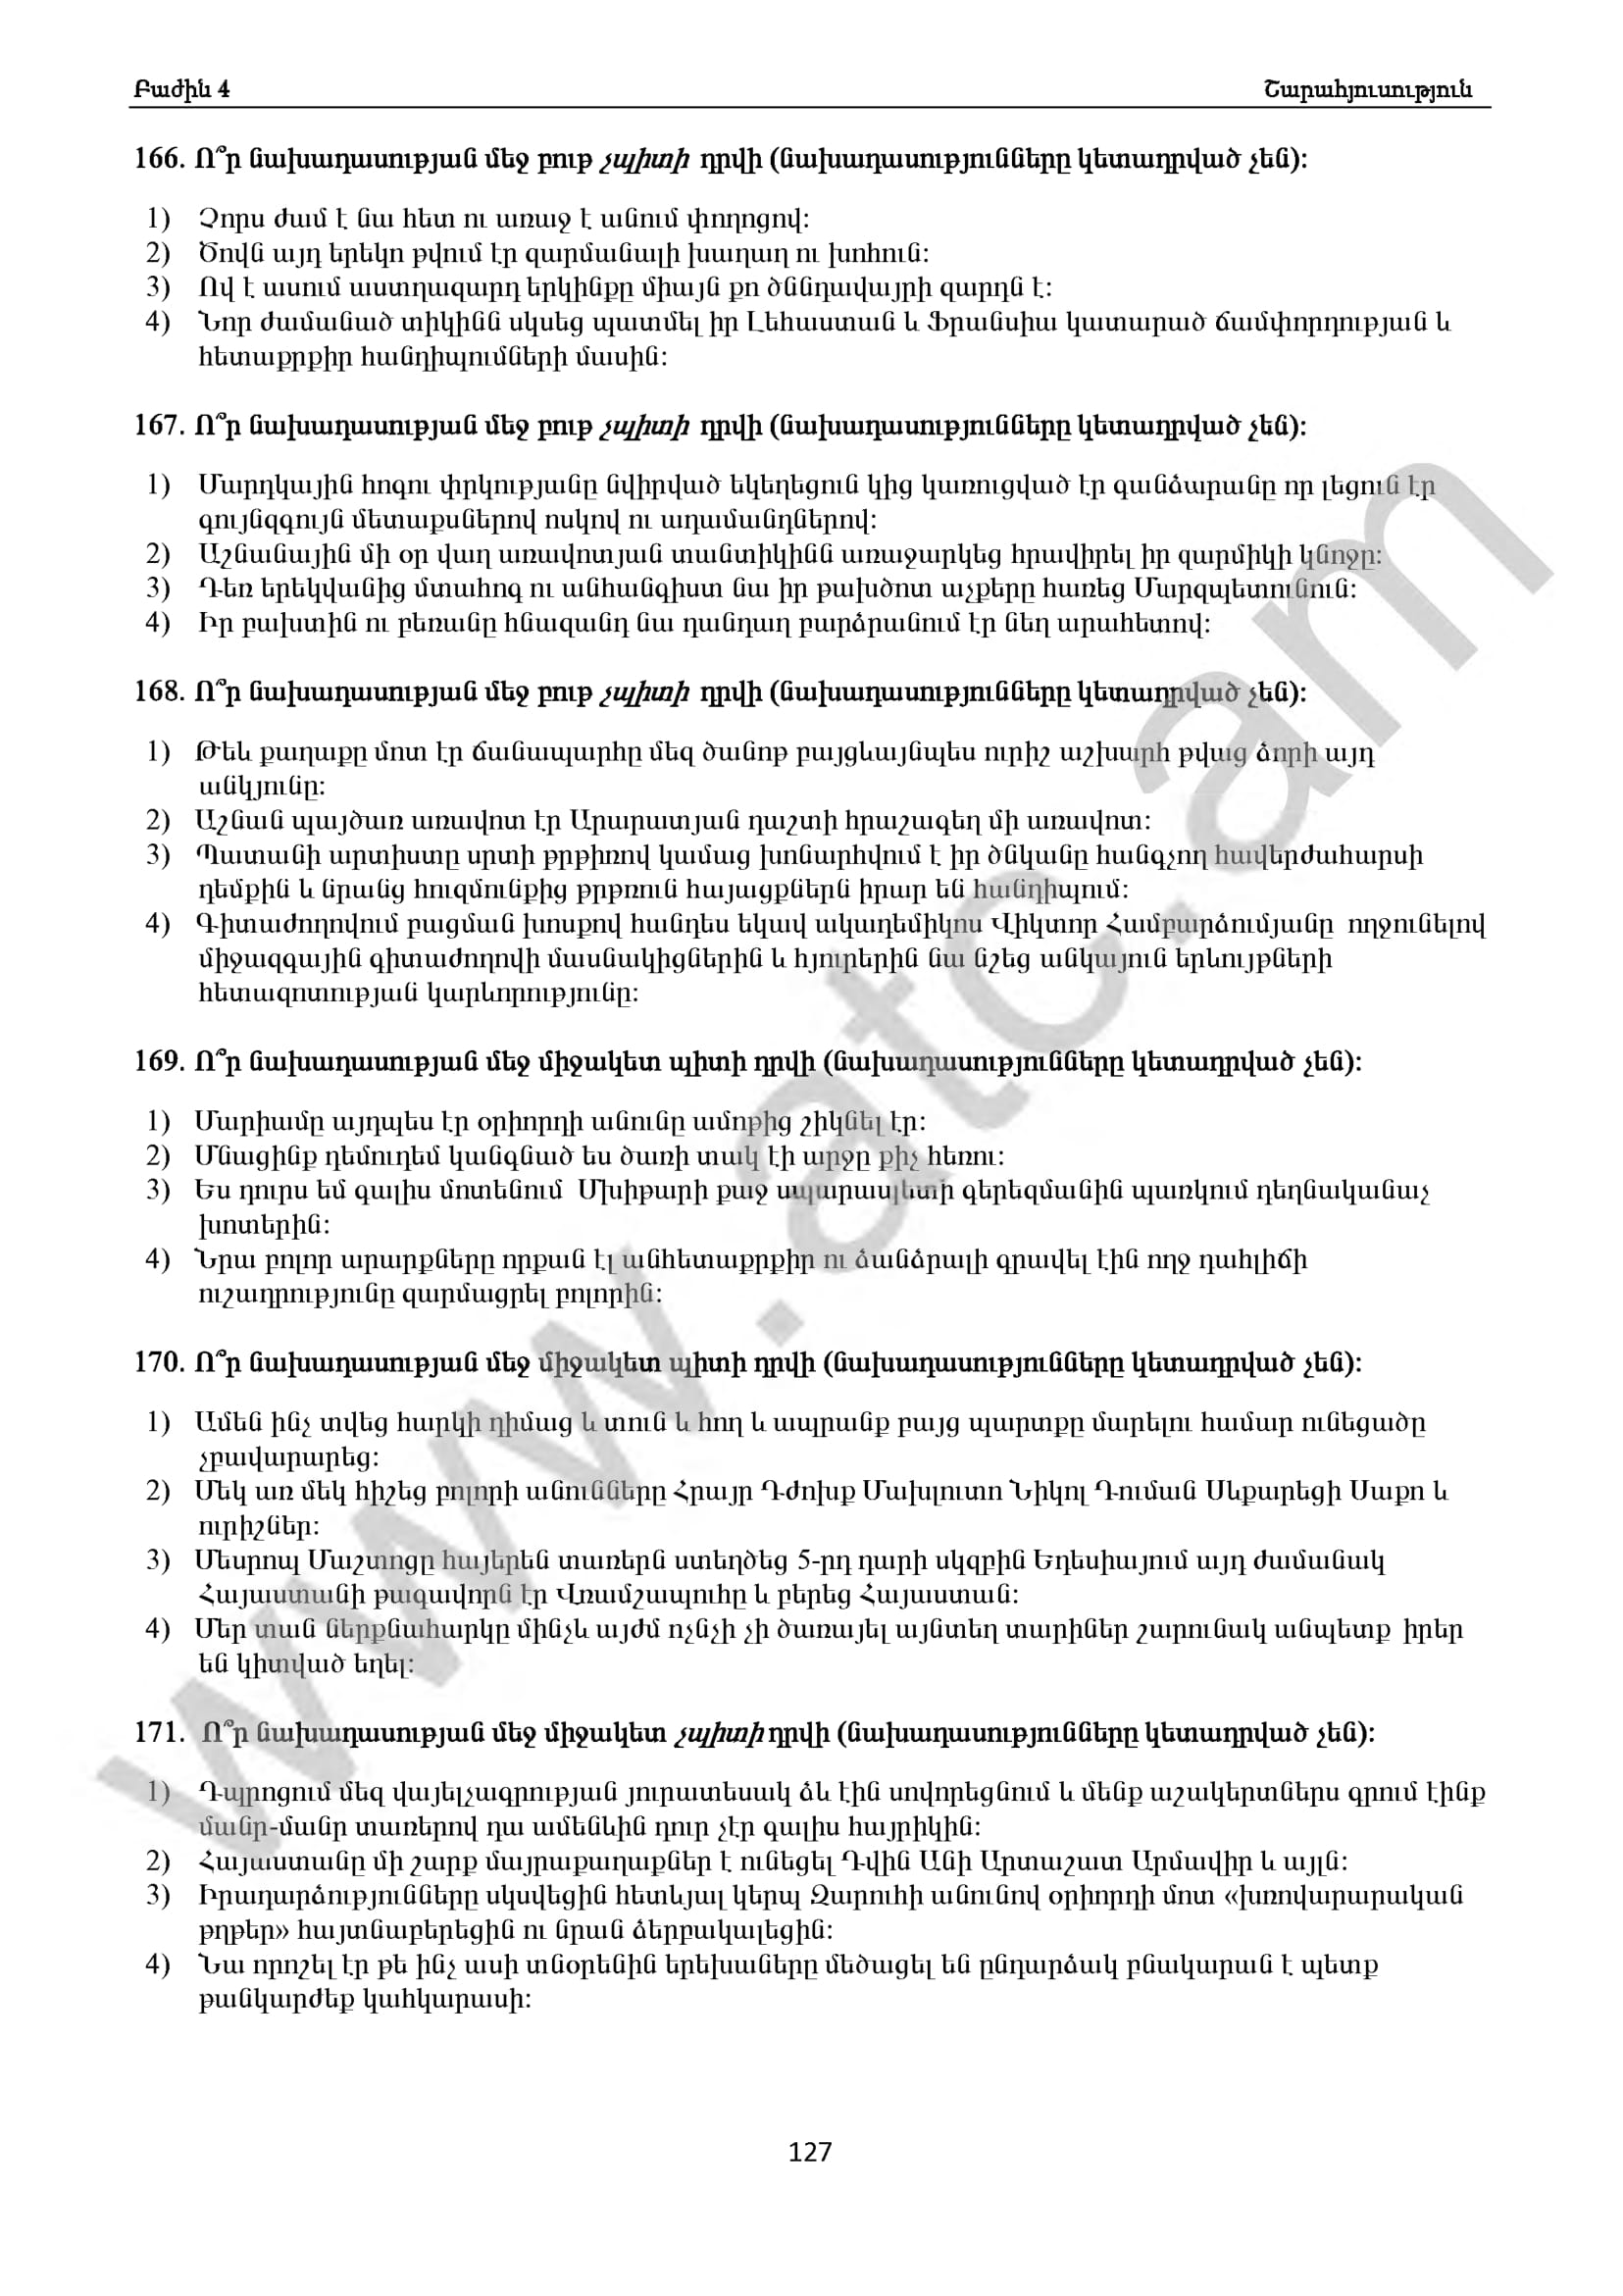 Բաժին 4 Շարահյուսություն
166. Ո՞ր նախադասության մեջ բութ չպիտի դրվի (նախադասությունները կետադրված չեն)։
1) Չորս ժամ է նա հետ ու առաջ է անում փողոցով։
2) Ծովն այդ երեկո թվում էր զարմանալի խաղաղ ու խոհուն։
3) Ով է ասում աստղազարդ երկինքը միայն քո ծննդավայրի զարդն է։
4) Նոր ժամանած տիկինն սկսեց պատմել իր Լեհաստան և Ֆրանսիա կատարած ճամփորդության և
հետաքրքիր հանդիպումների մասին։
167. Ո՞ր նախադասության մեջ բութ չպիտի դրվի (նախադասությունները կետադրված չեն)։
1) Մարդկային հոգու փրկությանը նվիրված եկեղեցուն կից կառուցված էր գանձարանը որ լեցուն էր
գույնզգույն մետաքսներով ոսկով ու ադամանդներով։
2) Աշնանային մի օր վաղ առավոտյան տանտիկինն առաջարկեց հրավիրել իր զարմիկի կնոջը։
3) Դեռ երեկվանից մտահոգ ու անհանգիստ նա իր թախծոտ աչքերը հառեց Մարզպետունուն։
4) Իր բախտին ու բեռանը հնազանդ նա դանդաղ բարձրանում էր նեղ արահետով։
168. Ո՞ր նախադասության մեջ բութ չպիտի դրվի (նախադասությունները կետադրված չեն)։
1) Թեև քաղաքը մոտ էր ճանապարհը մեզ ծանոթ բայցևայնպես ուրիշ աշխարհ թվաց ձորի այդ
անկյունը։
2) Աշնան պայծառ առավոտ էր Արարատյան դաշտի հրաշագեղ մի առավոտ։
3) Պատանի արտիստը սրտի թրթիռով կամաց խոնարհվում է իր ծնկանը հանգչող հավերժահարսի
դեմքին և նրանց հուզմունքից թրթռուն հայացքներն իրար են հանդիպում։
4) Գիտաժողովում բացման խոսքով հանդես եկավ ակադեմիկոս Վիկտոր Համբարձումյանը ողջունելով
միջազգային գիտաժողովի մասնակիցներին և հյուրերին նա նշեց անկայուն երևույթների
հետազոտության կարևորությունը։
169. Ո՞ր նախադասության մեջ միջակետ պիտի դրվի (նախադասությունները կետադրված չեն)։
1) Մարիամը այդպես էր օրիորդի անունը ամոթից շիկնել էր։
2) Մնացինք դեմուդեմ կանգնած ես ծառի տակ էի արջը քիչ հեռու։
3) Ես դուրս եմ գալիս մոտենում Մխիթարի քաջ սպարապետի գերեզմանին պառկում դեղնականաչ
խոտերին։
4) Նրա բոլոր արարքները որքան էլ անհետաքրքիր ու ձանձրալի գրավել էին ողջ դահլիճի
ուշադրությունը զարմացրել բոլորին։
170. Ո՞ր նախադասության մեջ միջակետ պիտի դրվի (նախադասությունները կետադրված չեն)։
1) Ամեն ինչ տվեց հարկի դիմաց և տուն և հող և ապրանք բայց պարտքը մարելու համար ունեցածը
չբավարարեց։
2) Մեկ առ մեկ հիշեց բոլորի անունները Հրայր Դժոխք Մախլուտո Նիկոլ Դուման Սևքարեցի Սաքո և
ուրիշներ։
3) Մեսրոպ Մաշտոցը հայերեն տառերն ստեղծեց 5-րդ դարի սկզբին Եդեսիայում այդ ժամանակ
Հայաստանի թագավորն էր Վռամշապուհը և բերեց Հայաստան։
4) Մեր տան ներքնահարկը մինչև այժմ ոչնչի չի ծառայել այնտեղ տարիներ շարունակ անպետք իրեր
են կիտված եղել։
171. Ո՞ր նախադասության մեջ միջակետ չպիտի դրվի (նախադասությունները կետադրված չեն)։
1) Դպրոցում մեզ վայելչագրության յուրատեսակ ձև էին սովորեցնում և մենք աշակերտներս գրում էինք
մանր-մանր տառերով դա ամենևին դուր չէր գալիս հայրիկին։
2) Հայաստանը մի շարք մայրաքաղաքներ է ունեցել Դվին Անի Արտաշատ Արմավիր և այլն։
3) Իրադարձությունները սկսվեցին հետևյալ կերպ Զարուհի անունով օրիորդի մոտ «խռովարարական
թղթեր» հայտնաբերեցին ու նրան ձերբակալեցին։
4) Նա որոշել էր թե ինչ ասի տնօրենին երեխաները մեծացել են ընդարձակ բնակարան է պետք
թանկարժեք կահկարասի։
127
www.atc.am